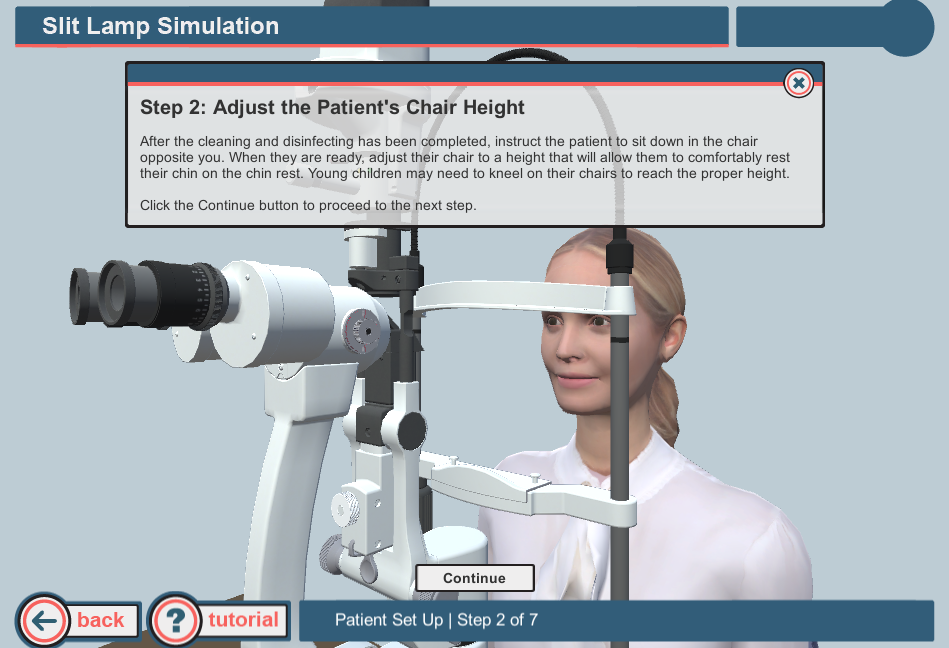 Slit Lamp Simulation
Step 2: Adjust the Patient's Chair Height
After the cleaning and disinfecting has been completed, instruct the patient to sit down in the chair
opposite you. When they are ready, adjust their chair to a height that will allow them to comfortably rest
their chin on the chin rest. Young children may need to kneel on their chairs to reach the proper height.
Click the Continue button to proceed to the next step.
Continue
back
? tutorial
Patient Set Up | Step 2 of 7